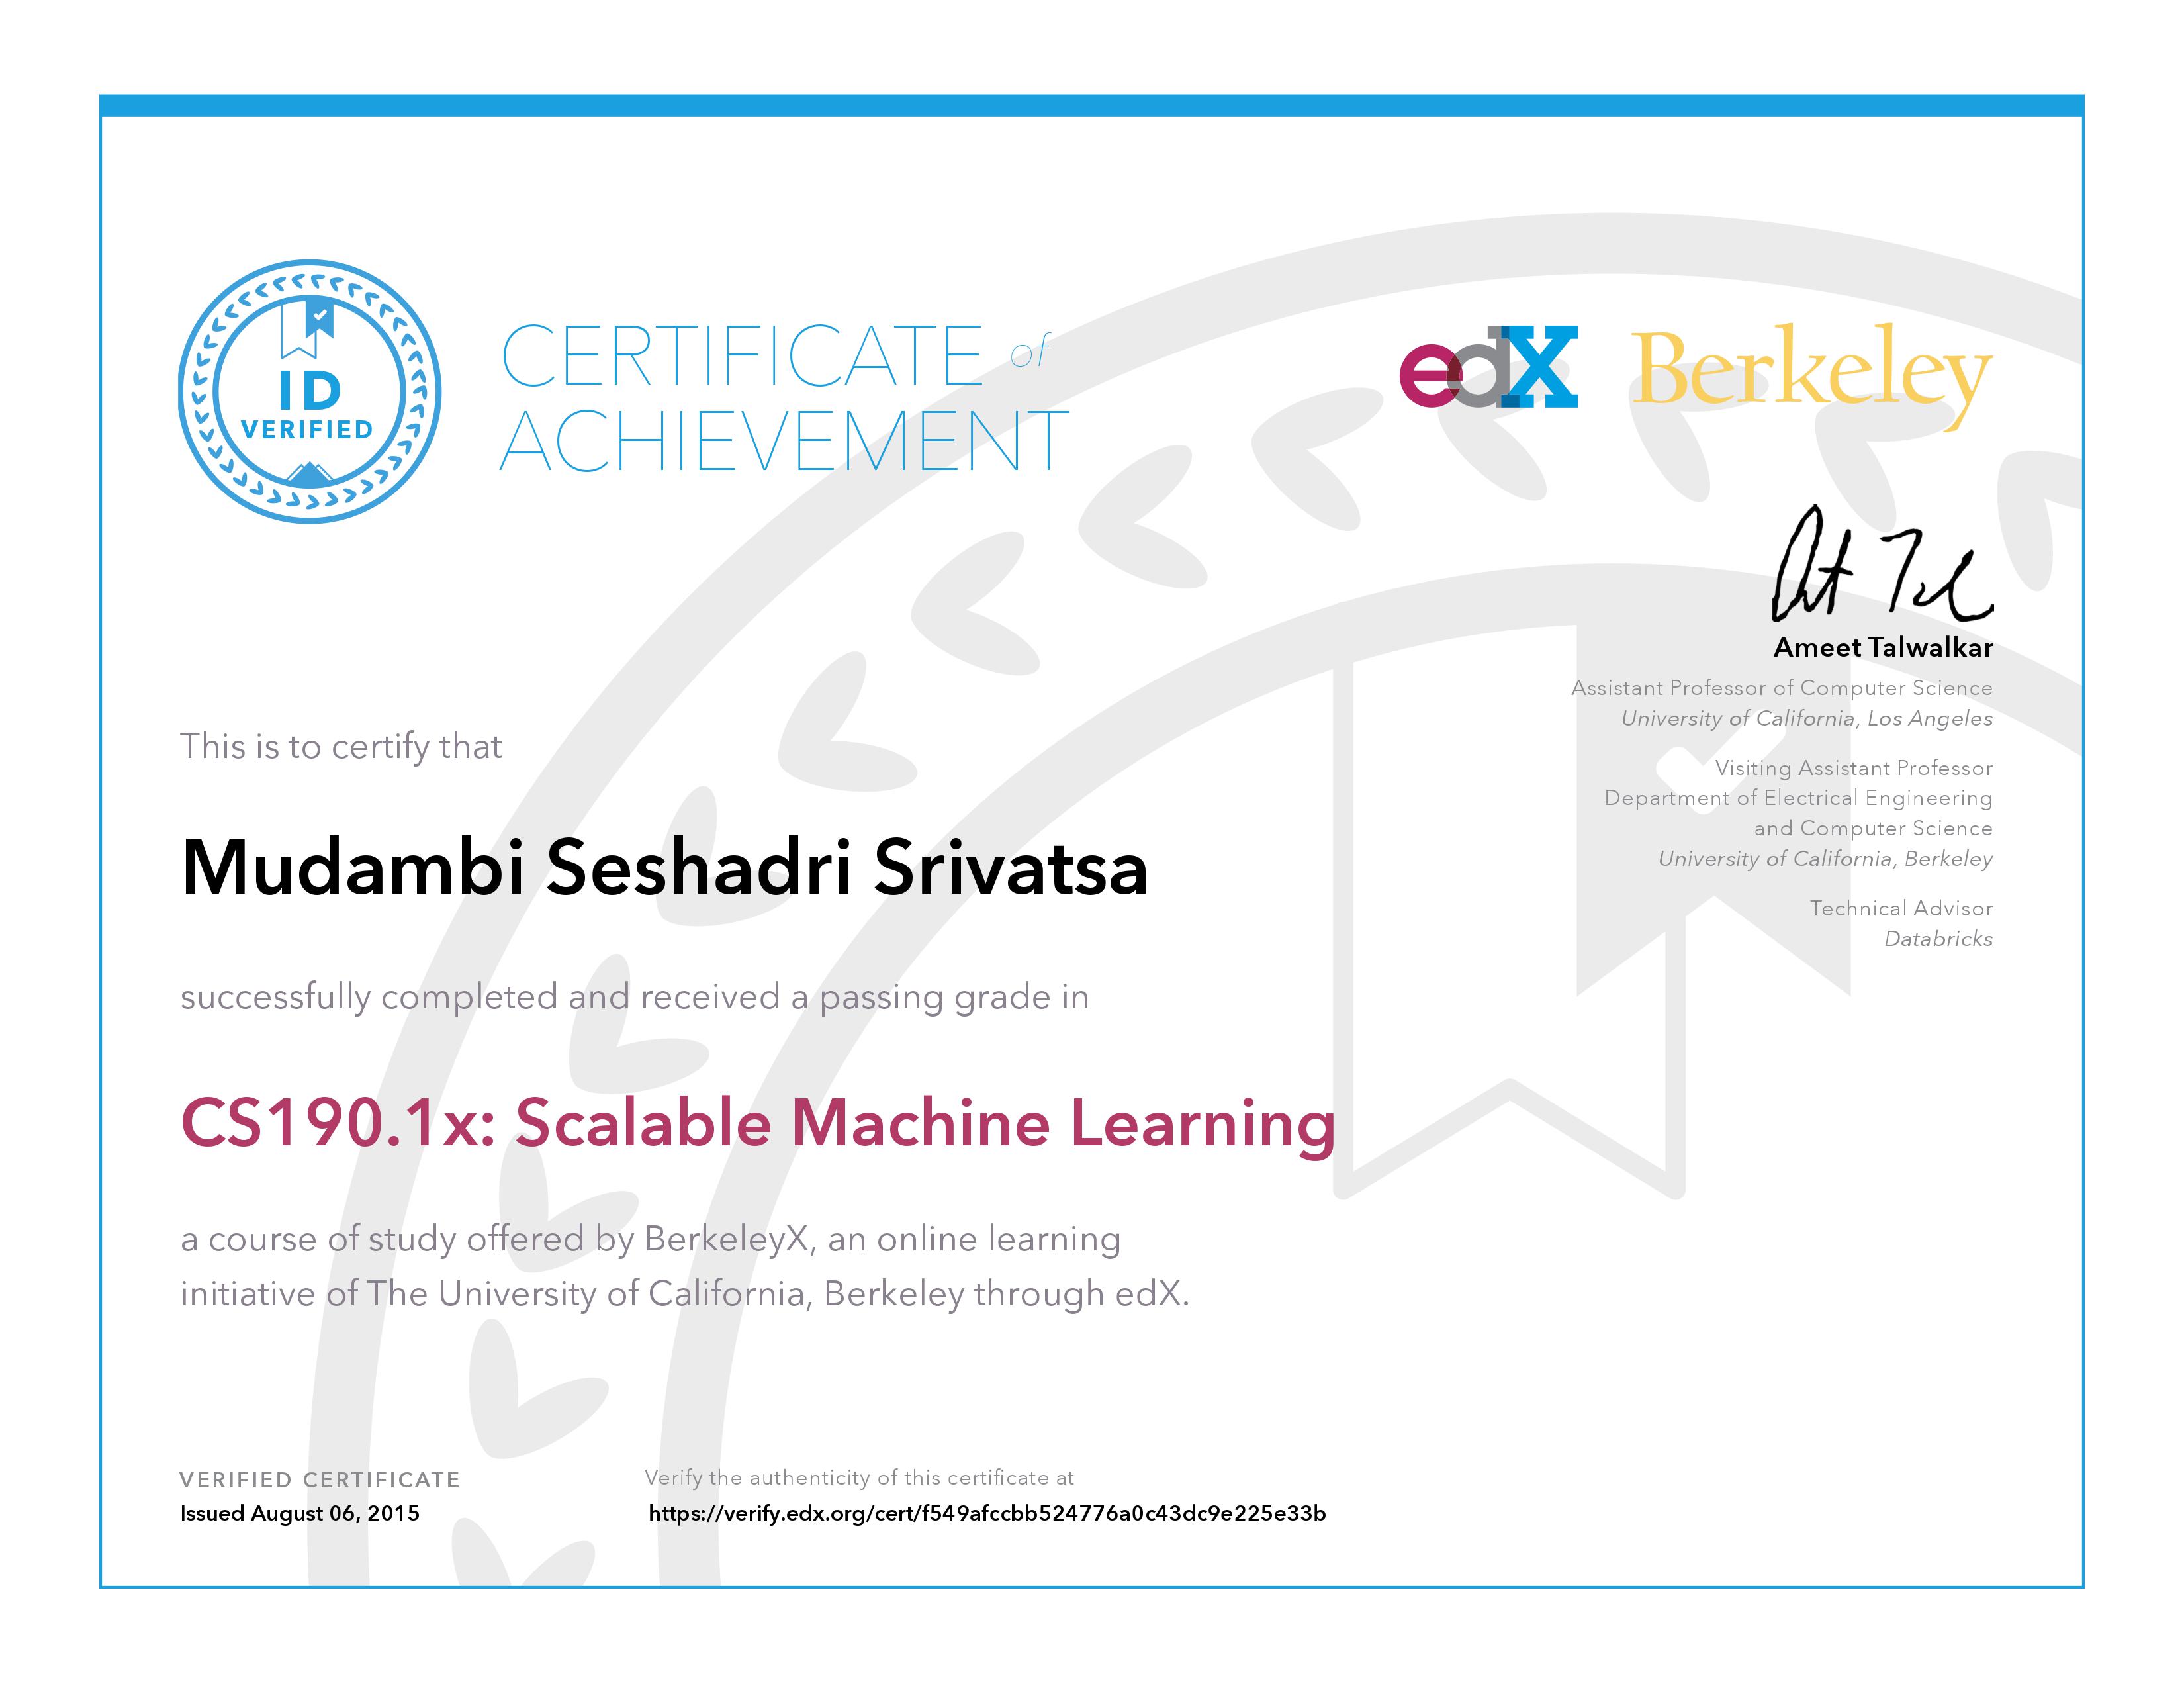 ID
VERIFIED
CERTIFICATE of
ACHIEVEMENT
edX Berkeley
Ameet Talwalkar
Assistant Professor of Computer Science
University of California, Los Angeles
Visiting Assistant Professor
Department of Electrical Engineering
and Computer Science
University of California, Berkeley
Technical Advisor
Databricks
This is to certify that
Mudambi Seshadri Srivatsa
successfully completed and received a passing grade in
CS190.1x: Scalable Machine Learning
a course of study offered by BerkeleyX, an online learning
initiative of The University of California, Berkeley through edX.
VERIFIED CERTIFICATE
Issued August 06, 2015
Verify the authenticity of this certificate at
https://verify.edx.org/cert/f549afccbb524776a0c43dc9e225e33b